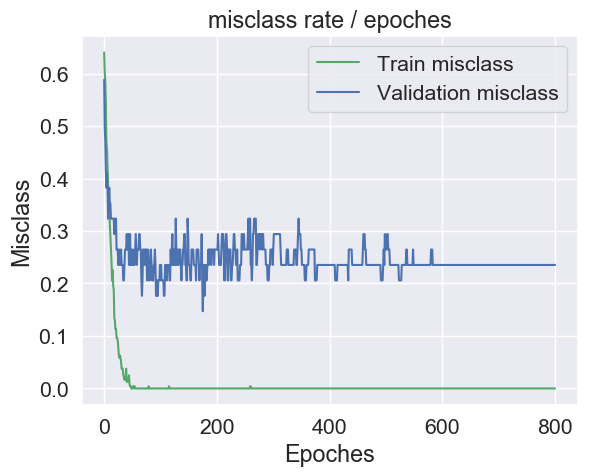 misclass rate / epoches
Train misclass
Validation misclass
0.6
0.5
0.4
0.3
0.2
0.1
0.0
Misclass
0
200
400
600
800
Epoches